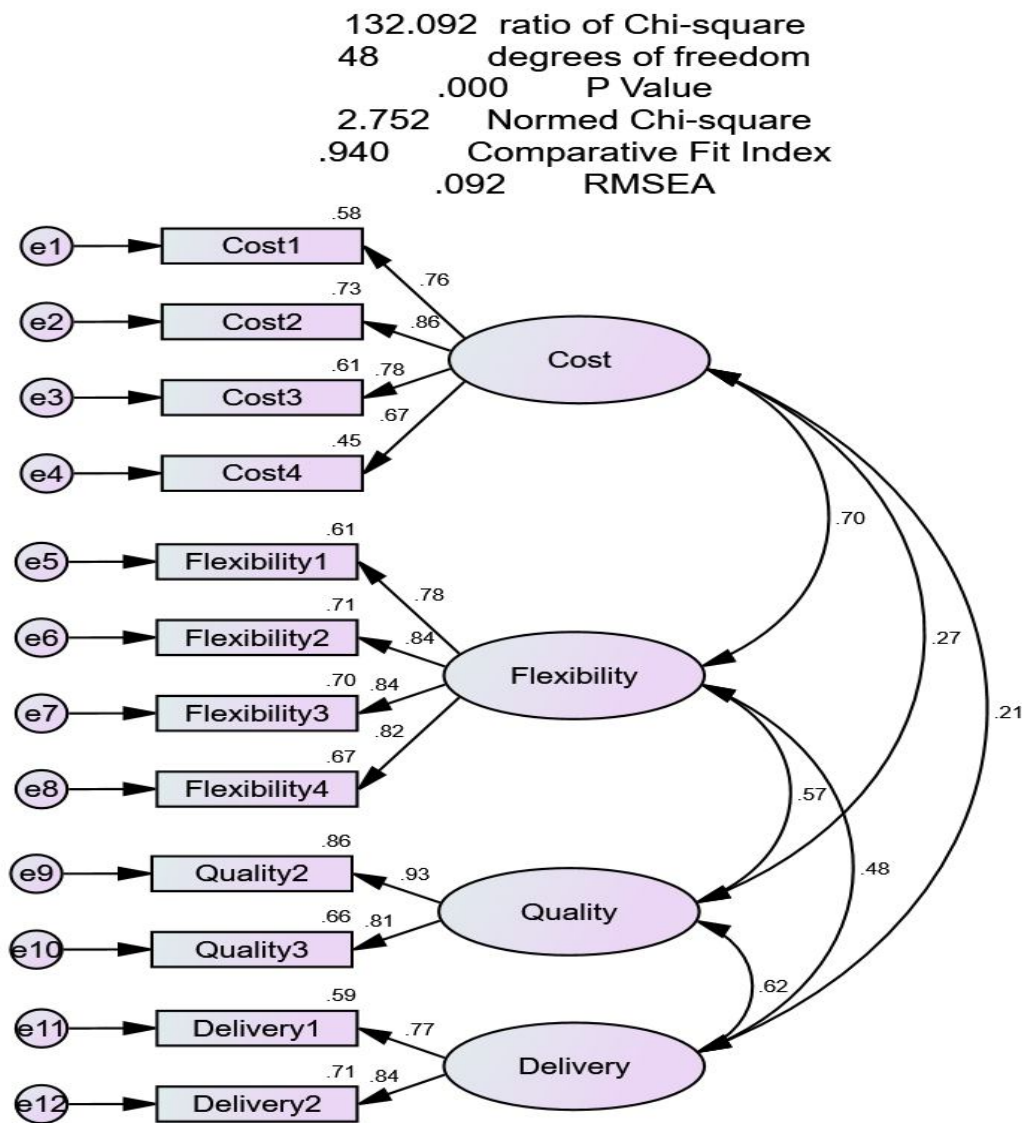 132.092 ratio of Chi-square
48 degrees of freedom
.000 P Value
2.752 Normed Chi-square
.940 Comparative Fit Index
.092 RMSEA
.58
e1 Cost1
.76
.73
e2 Cost2 .86
Cost
.61 .78
e3 Cost3
.67
.45
e4 Cost4
.70
.61
e5 Flexibility1
.78
.71
e6 Flexibility2 .84
.27
Flexibility
.70 .84
e7 Flexibility3
.21
.82
.67
e8 Flexibility4
.57
.86
e9 Quality2 .93
.48
Quality
.66 .81
e10 Quality3
.62
.59
e11 Delivery1 .77
Delivery
.71 .84
e12 Delivery2